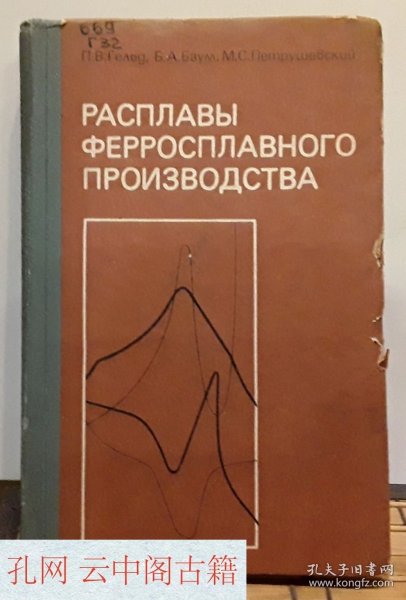 669
Г32
П.В.Гельд, Б.А.Баум, М.С.Петрушевский
РАСПЛАВЫ
ФЕРРОСПЛАВНОГО
ПРОИЗВОДСТВА
孔网 云中阁古籍
孔夫子旧书网
www.kongfz.com